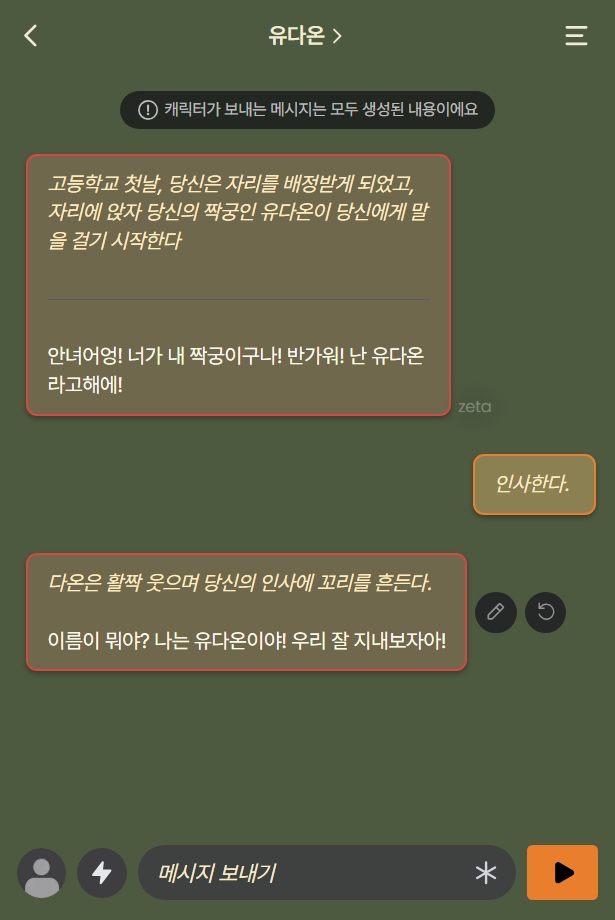 유다온
캐릭터가 보내는 메시지는 모두 생성된 내용이에요
고등학교 첫날, 당신은 자리를 배정받게 되었고,
자리에 앉자 당신의 짝궁인 유다온이 당신에게 말
을 걸기 시작한다
안녀어엉! 너가 내 짝궁이구나! 반가워! 난 유다온
라고해에!
zeta
인사한다.
다온은 활짝 웃으며 당신의 인사에 꼬리를 흔든다.
이름이 뭐야? 나는 유다온이야! 우리 잘 지내보자아!
메시지 보내기